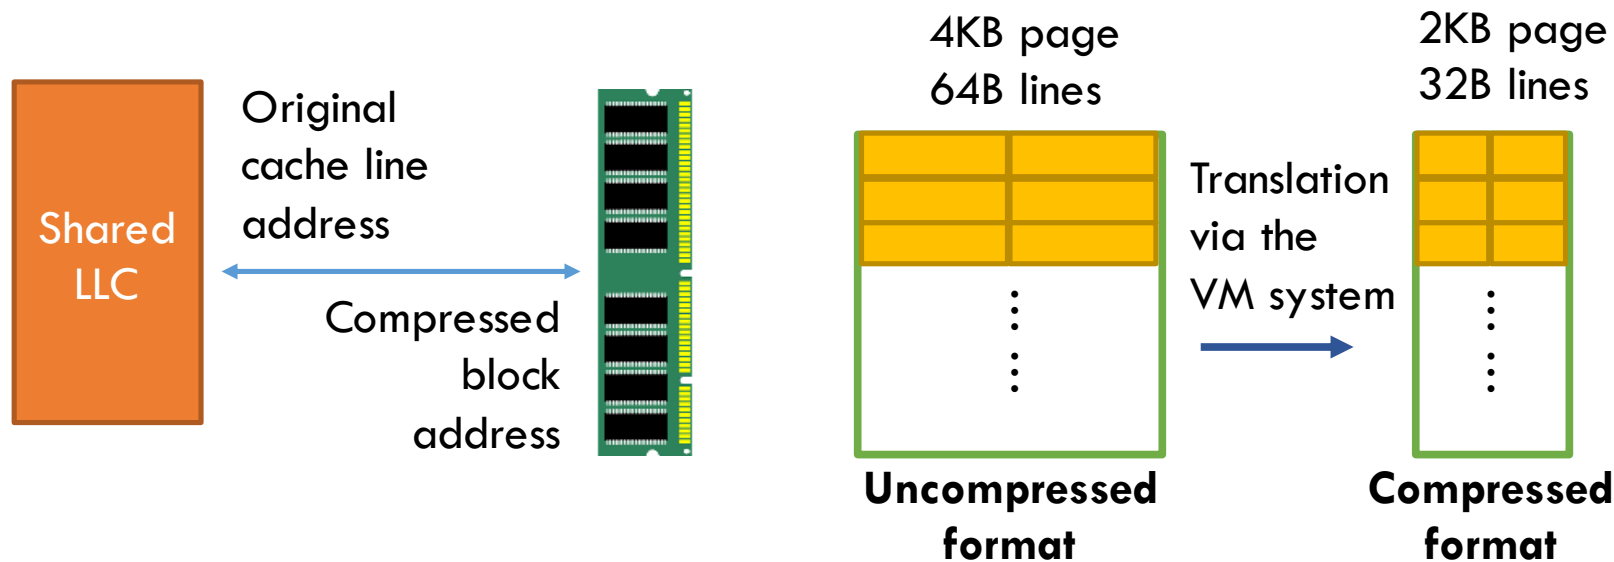 Shared
LLC
Original
cache line
address
Compressed
block
address
4KB page
64B lines
Uncompressed
format
Translation
via the
VM system
2KB page
32B lines
Compressed
format